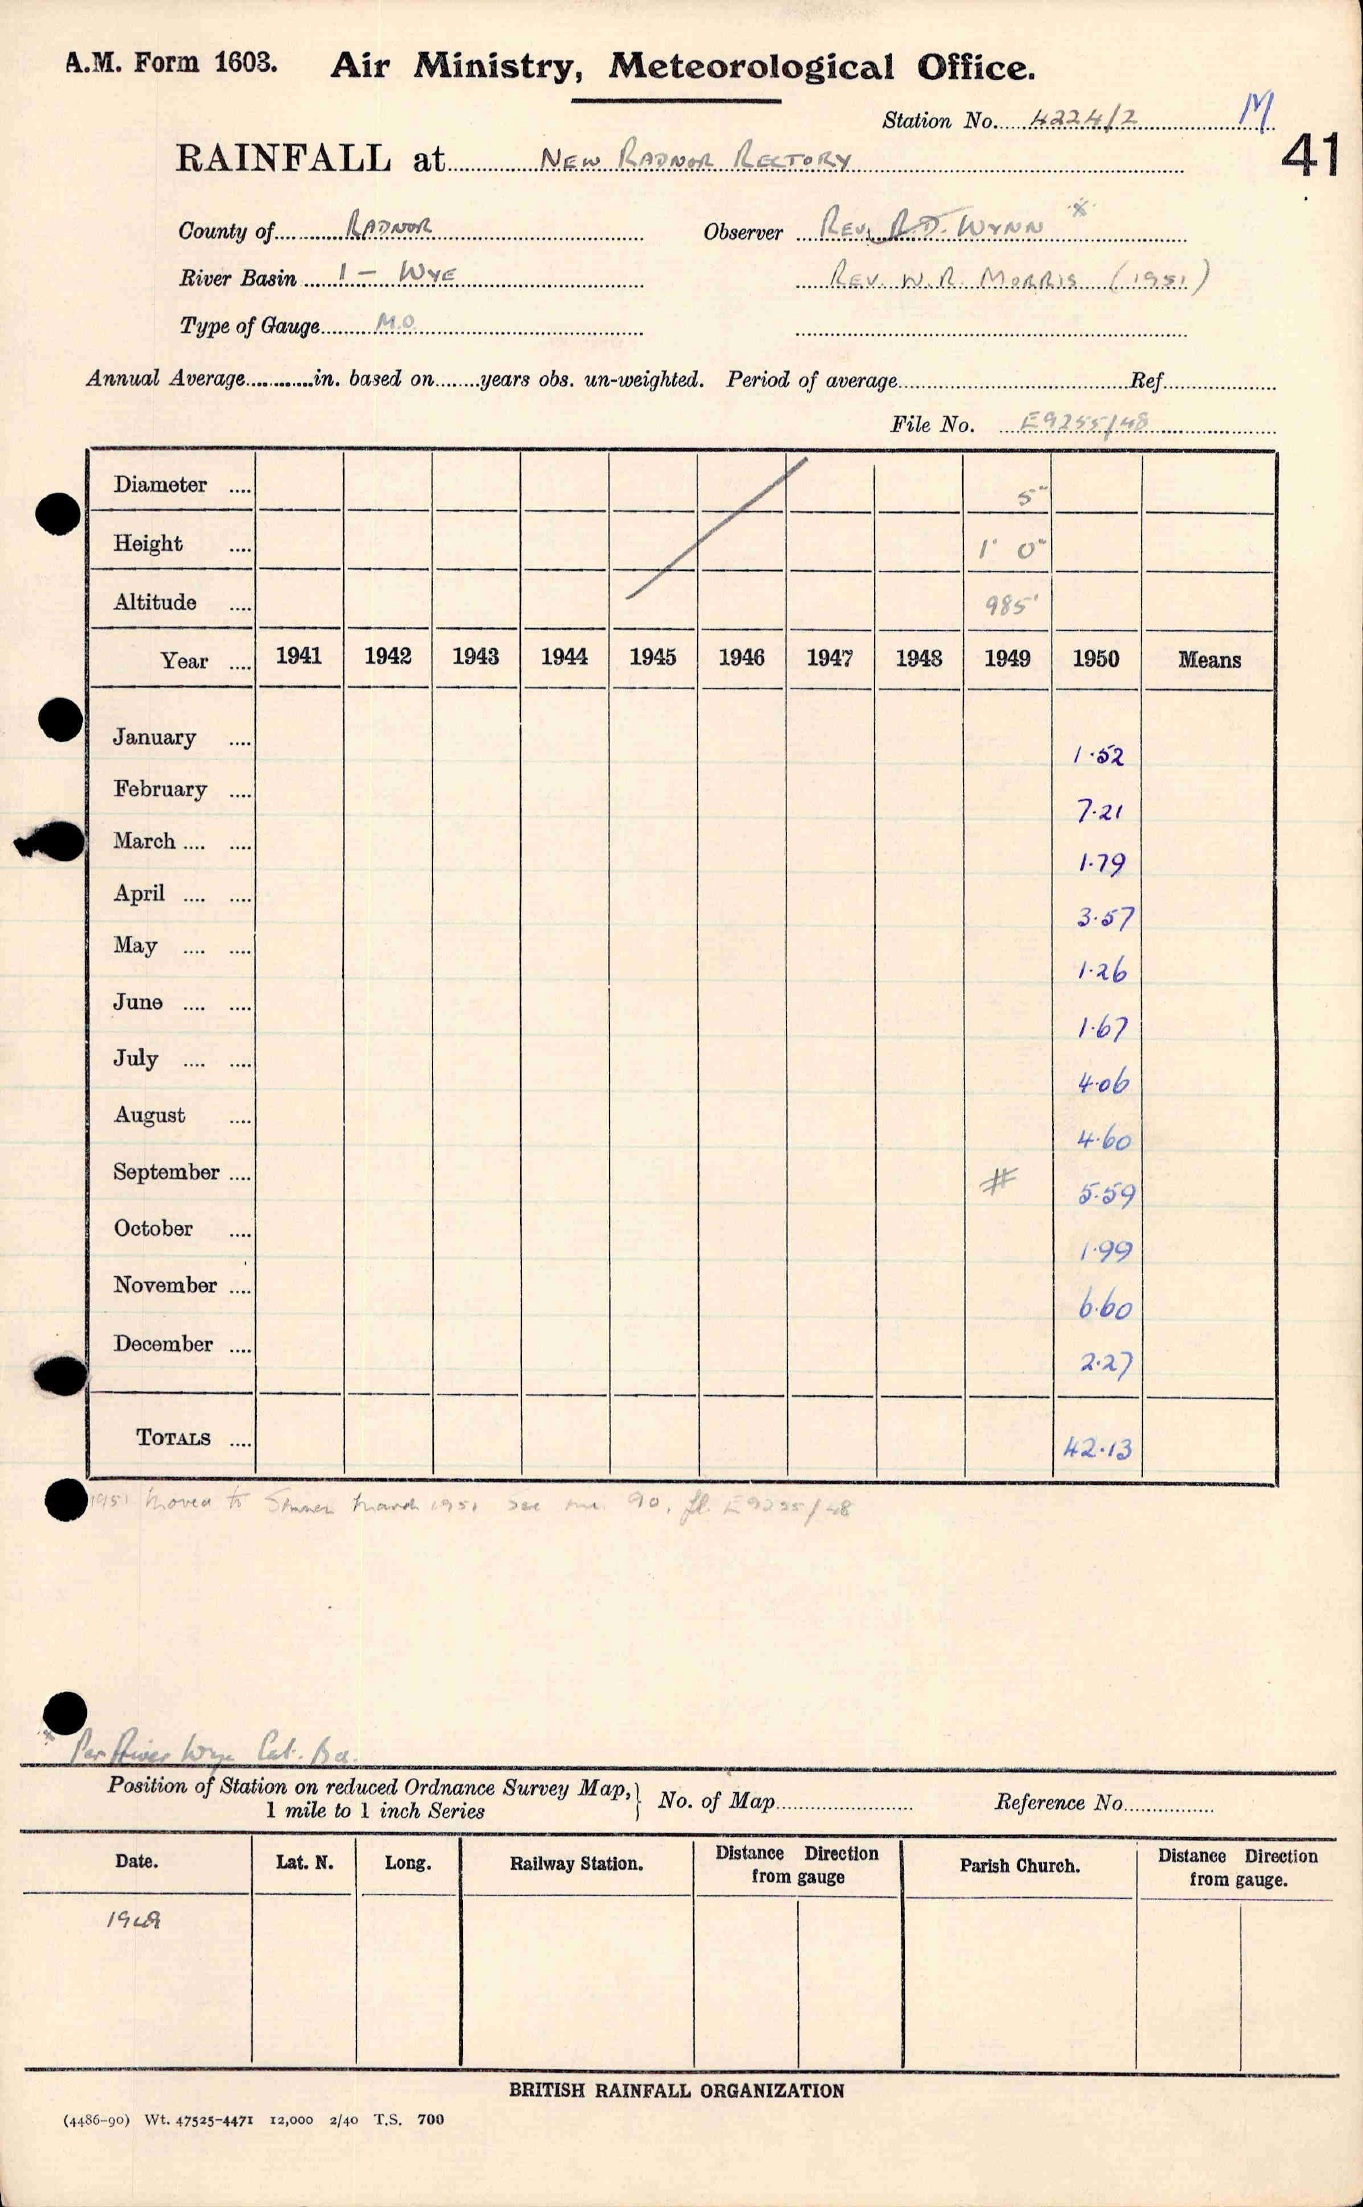 A.M. Form 1603. Air Ministry, Meteorological Office.
Station No. 4224/2 M
41
RAINFALL at NEW RADNOR RECTORY
County of RADNOR Observer REV. R.D. WYNN *
River Basin 1 - WYE REV. W.R. MORRIS (1951)
Type of Gauge M.O
Annual Average............in. based on........years obs. un-weighted. Period of average............Ref............
File No. E9255/48
Diameter .... 5"
Height .... 1' 0"
Altitude .... 985'
Year .... 1941 1942 1943 1944 1945 1946 1947 1948 1949 1950 Means
January .... 1.52
February .... 7.21
March .... .... 1.79
April .... .... 3.57
May .... .... 1.26
June .... .... 1.67
July .... .... 4.06
August .... 4.60
September .... # 5.59
October .... 1.99
November .... 6.60
December .... 2.27
TOTALS .... 42.13
1951 Moved to March 1951 see 90, E9255/48
* Per River Wye Cat. Bd.
Position of Station on reduced Ordnance Survey Map, } No. of Map............ Reference No............
1 mile to 1 inch Series
Date. Lat. N. Long. Railway Station. Distance Direction from gauge Parish Church. Distance Direction from gauge.
1949
BRITISH RAINFALL ORGANIZATION
(4486-90) Wt. 47525-4471 12,000 2/40 T.S. 700